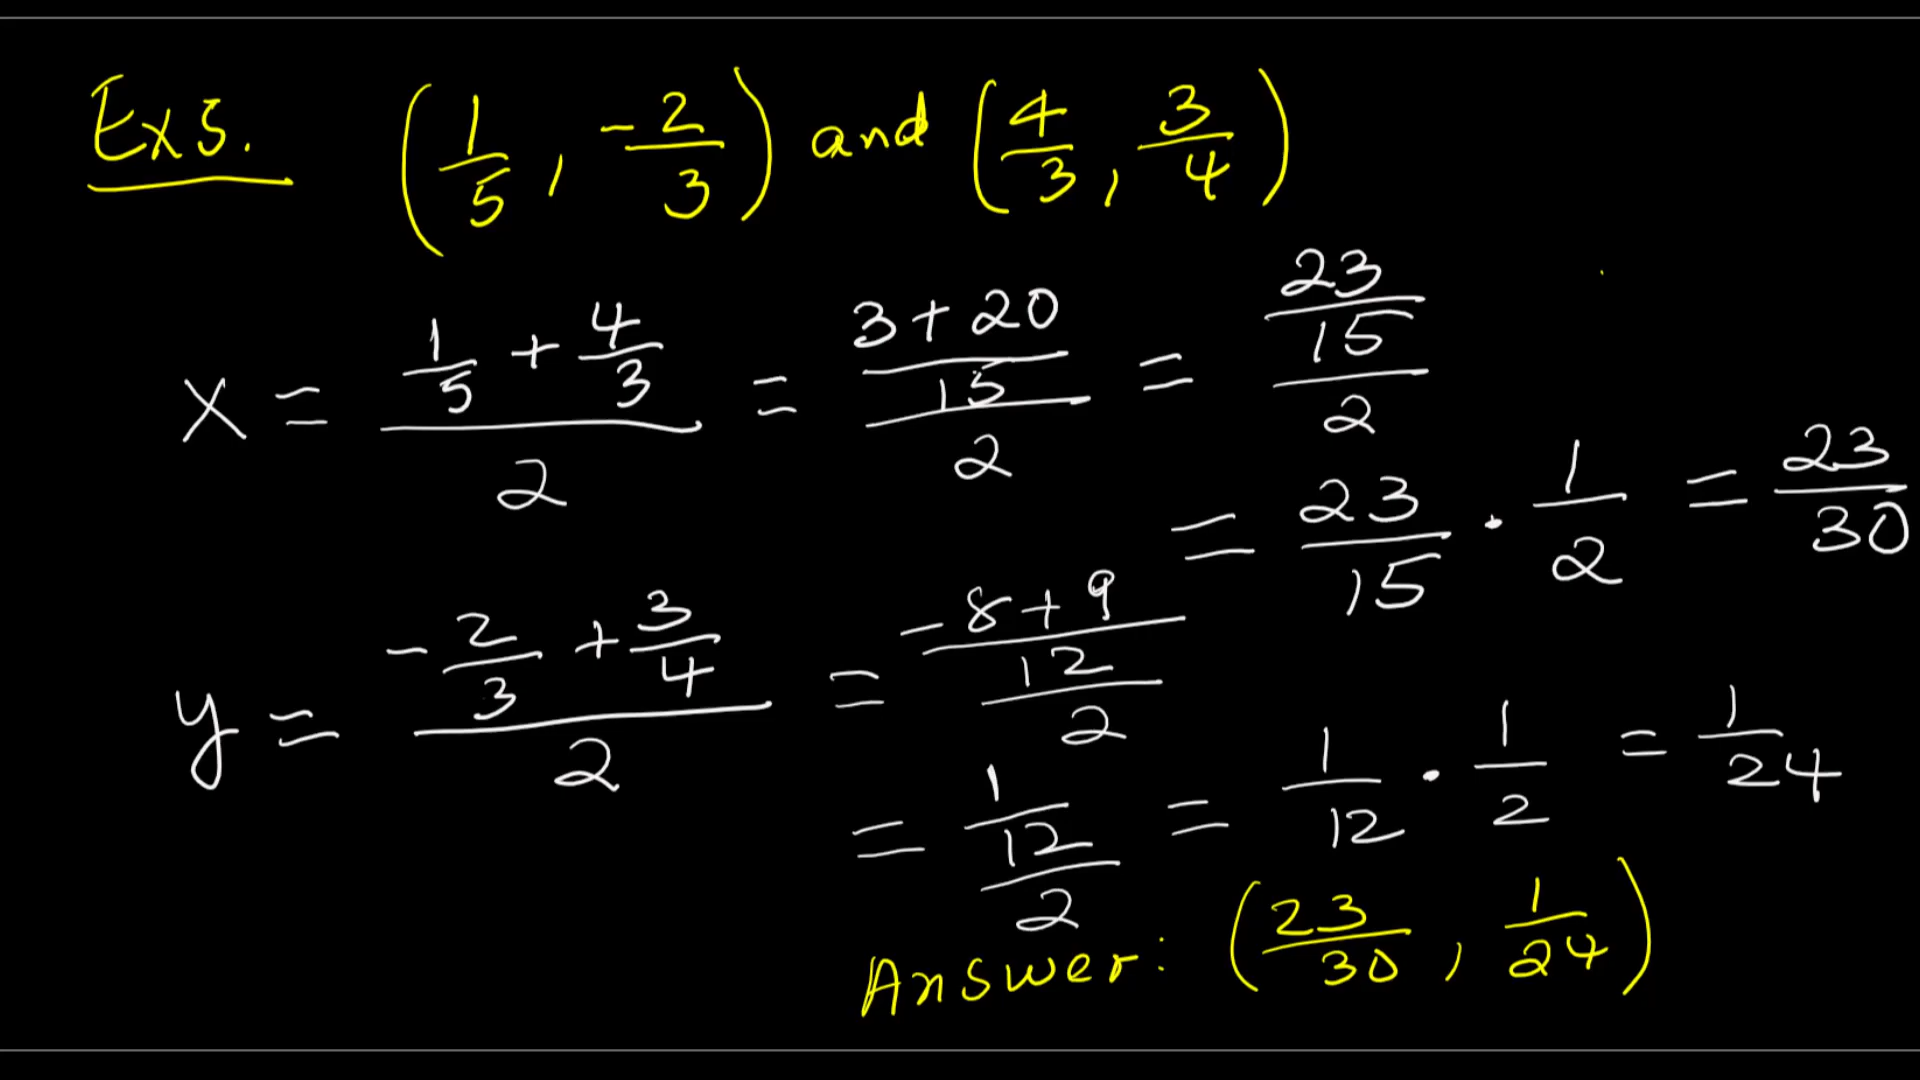 Ex 5. (1/5, -2/3) and (4/3, 3/4)
x = (1/5 + 4/3)/2 = ((3+20)/15)/2 = (23/15)/2
= 23/15 · 1/2 = 23/30
y = (-2/3 + 3/4)/2 = ((-8+9)/12)/2
= (1/12)/2 = 1/12 · 1/2 = 1/24
Answer: (23/30, 1/24)